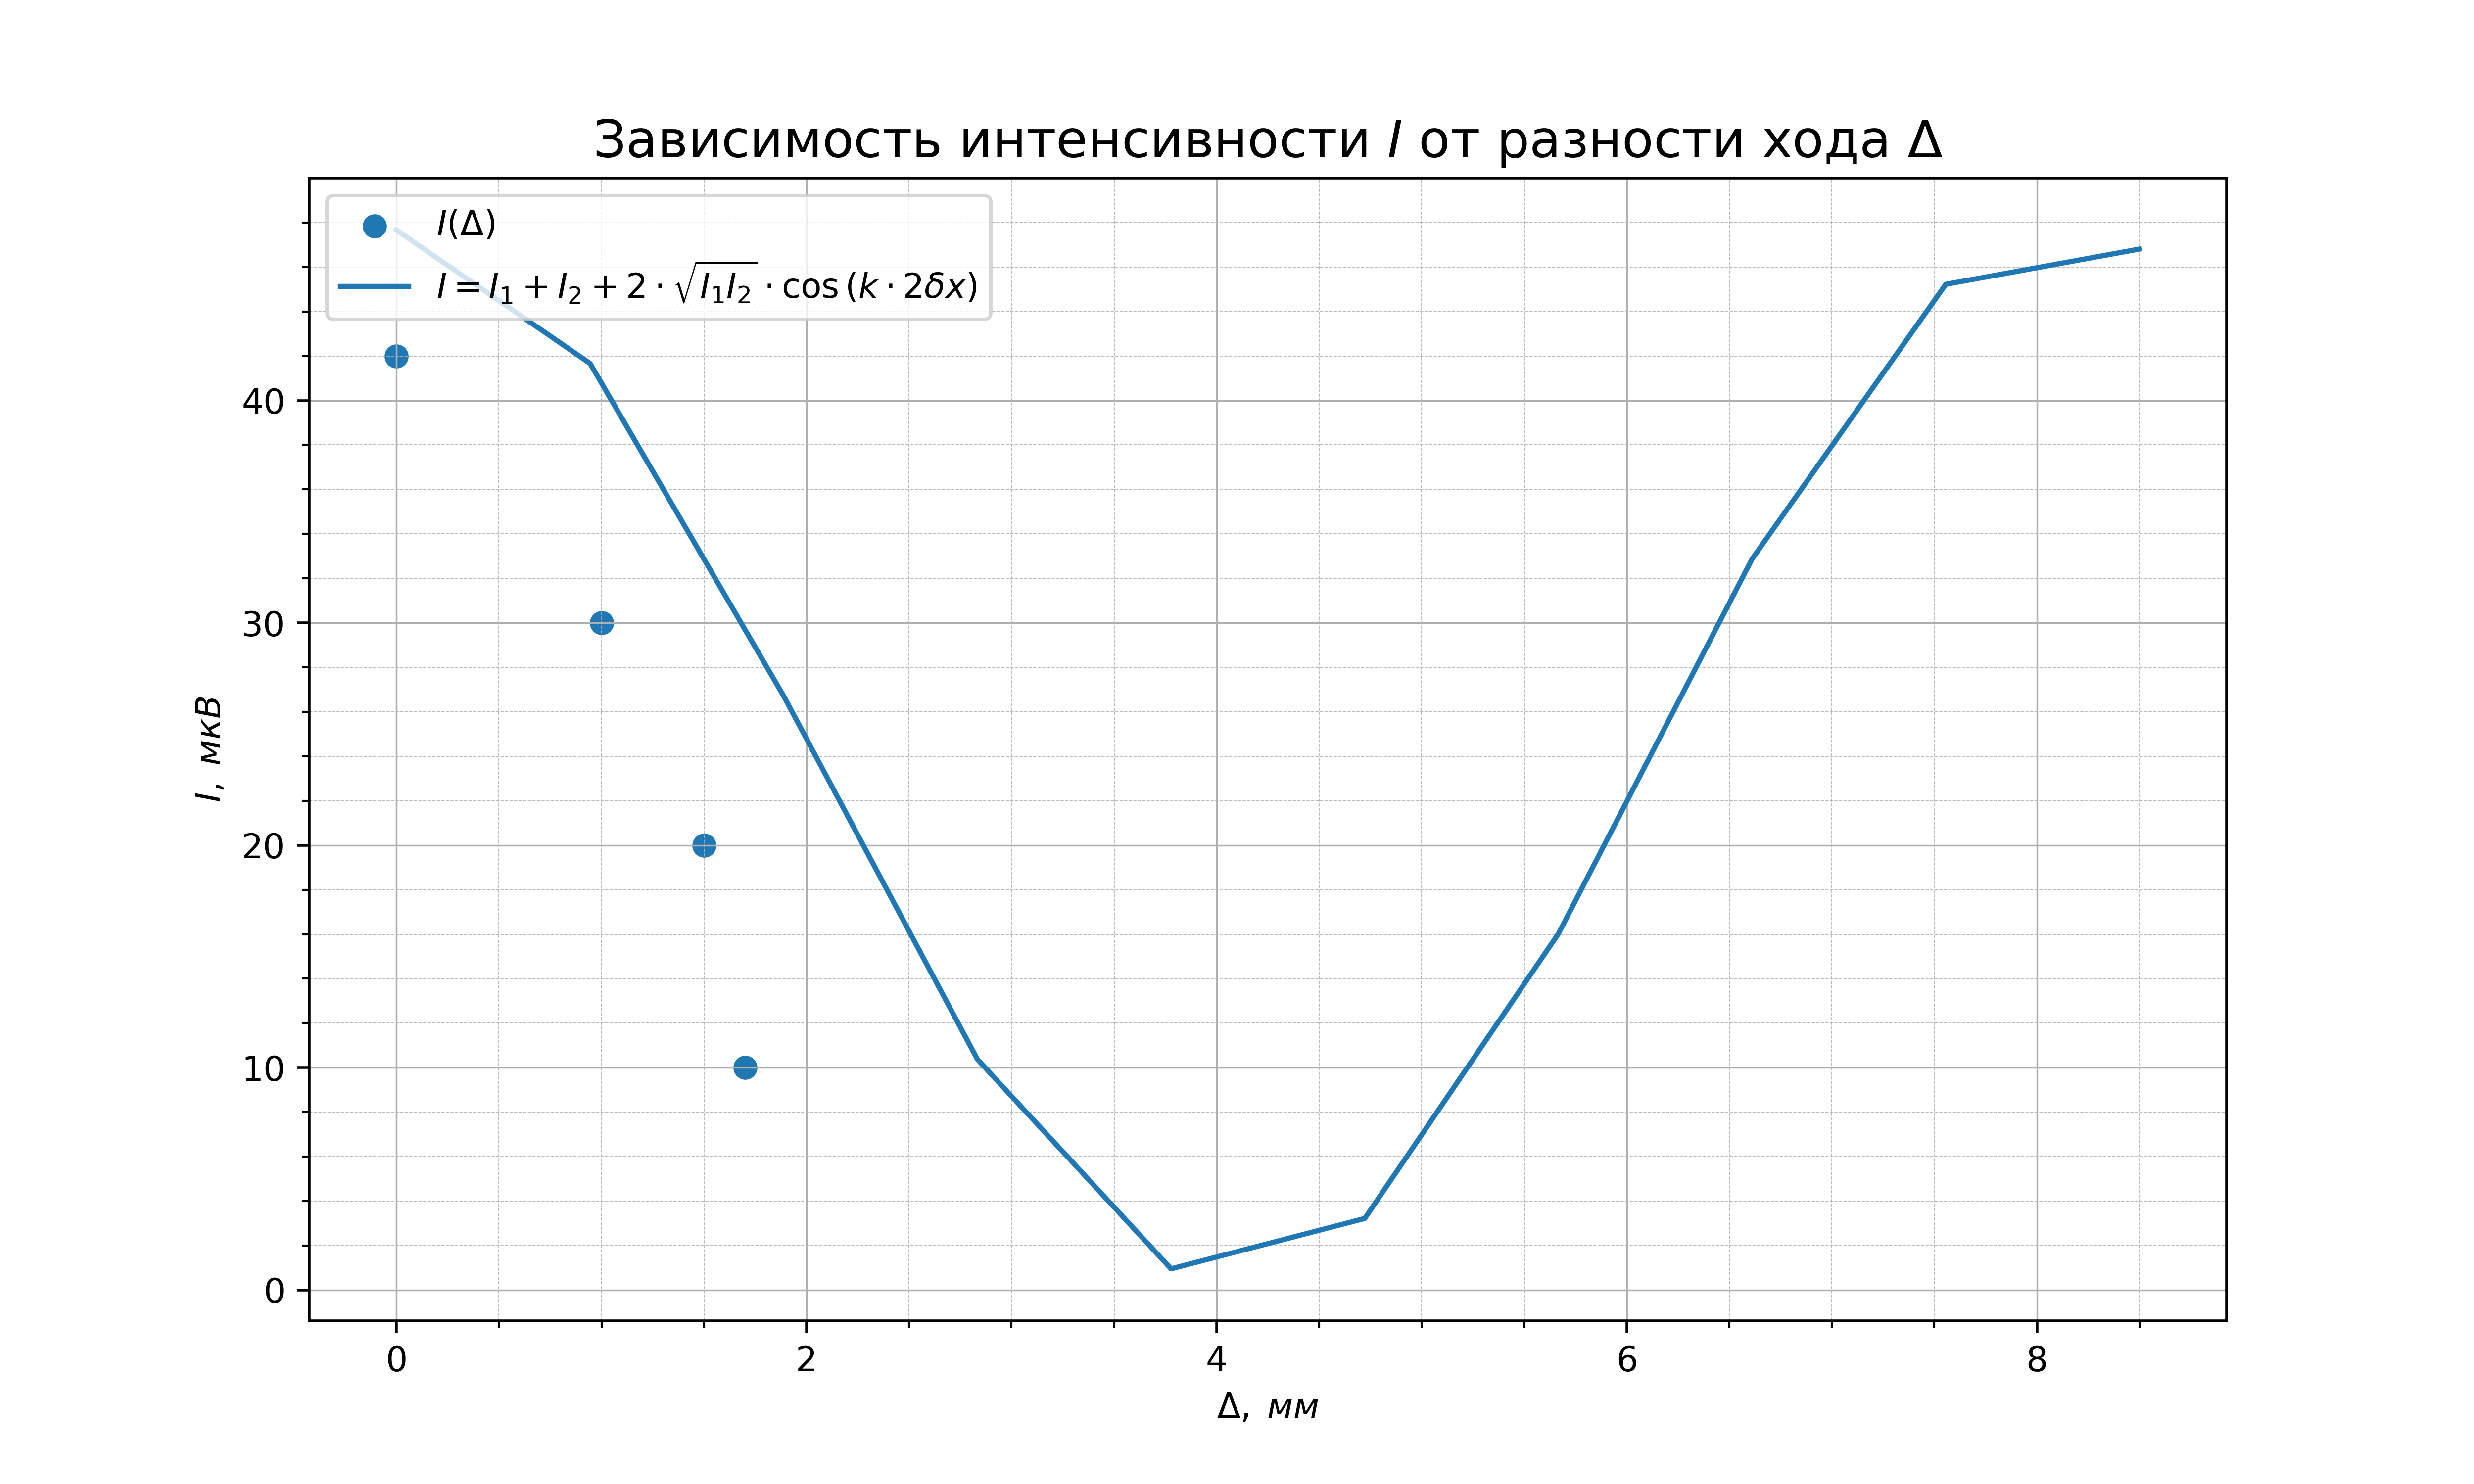 Зависимость интенсивности I от разности хода Δ
I(Δ)
I = I₁ + I₂ + 2 · √I₁I₂ · cos (k · 2δx)
40
30
20
10
0
I, мкВ
0 2 4 6 8
Δ, мм